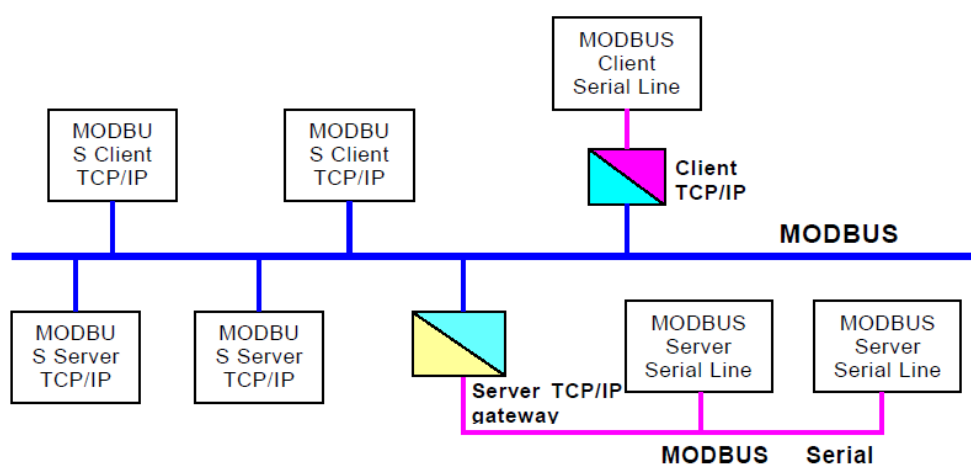 MODBUS
Client
Serial Line
MODBU
S Client
TCP/IP
MODBU
S Client
TCP/IP
Client
TCP/IP
MODBUS
MODBU
S Server
TCP/IP
MODBU
S Server
TCP/IP
Server TCP/IP
gateway
MODBUS
Server
Serial Line
MODBUS
Server
Serial Line
MODBUS Serial